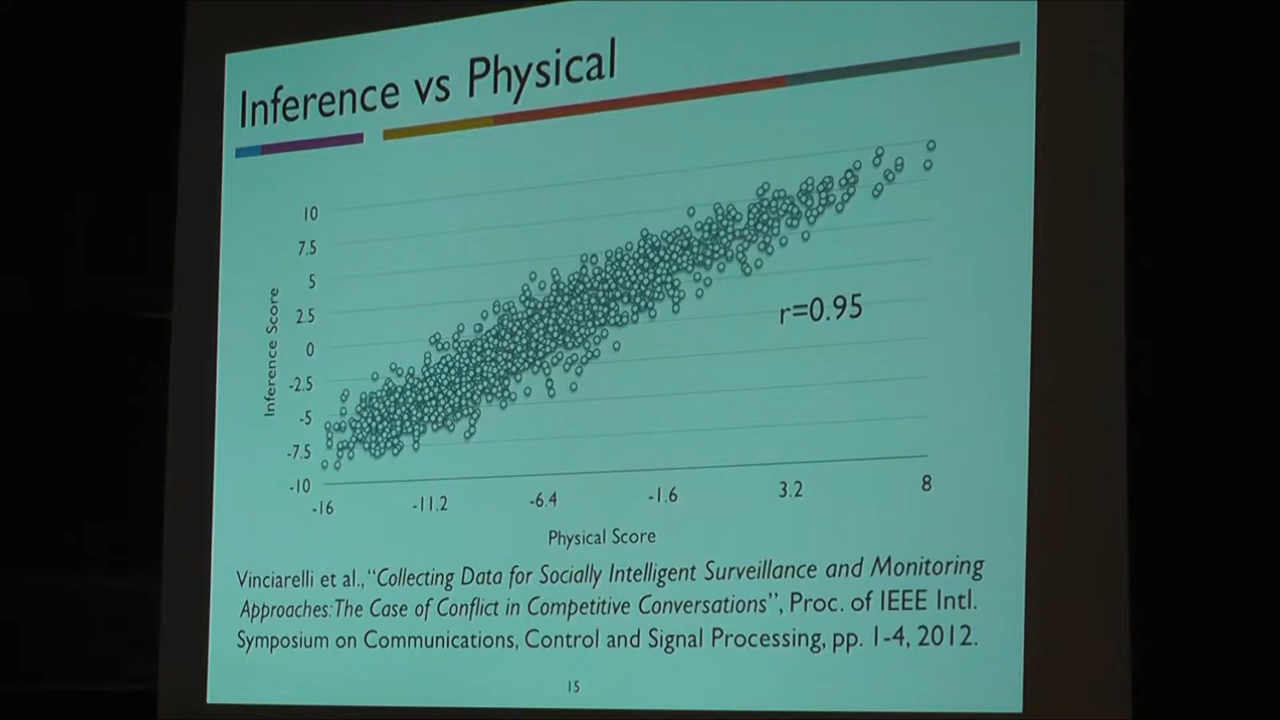 Inference vs Physical
10
7.5
5
2.5
0
-2.5
-5
-7.5
-10
Inference Score
r=0.95
-16 -11.2 -6.4 -1.6 3.2 8
Physical Score
Vinciarelli et al., “Collecting Data for Socially Intelligent Surveillance and Monitoring
Approaches: The Case of Conflict in Competitive Conversations”, Proc. of IEEE Intl.
Symposium on Communications, Control and Signal Processing, pp. 1-4, 2012.
15